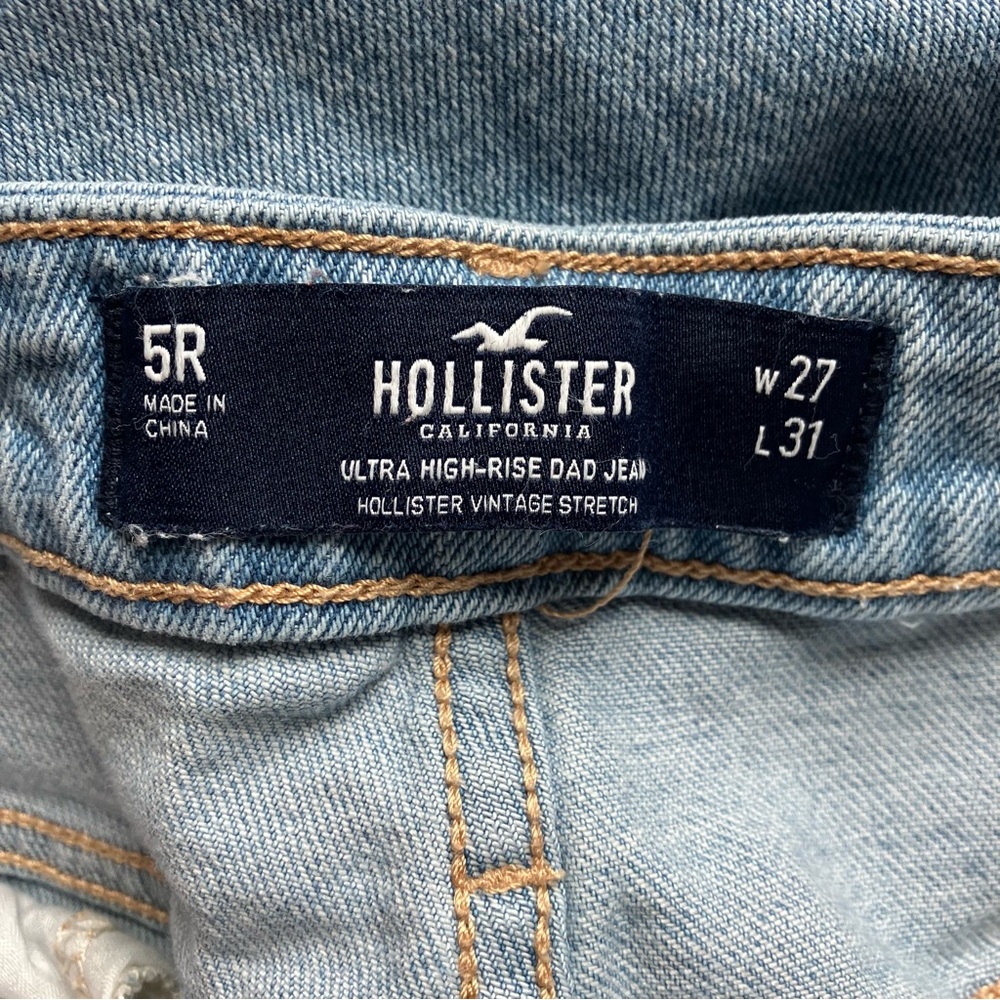 5R
MADE IN
CHINA
HOLLISTER
CALIFORNIA
ULTRA HIGH-RISE DAD JEAN
HOLLISTER VINTAGE STRETCH
W 27
L 31